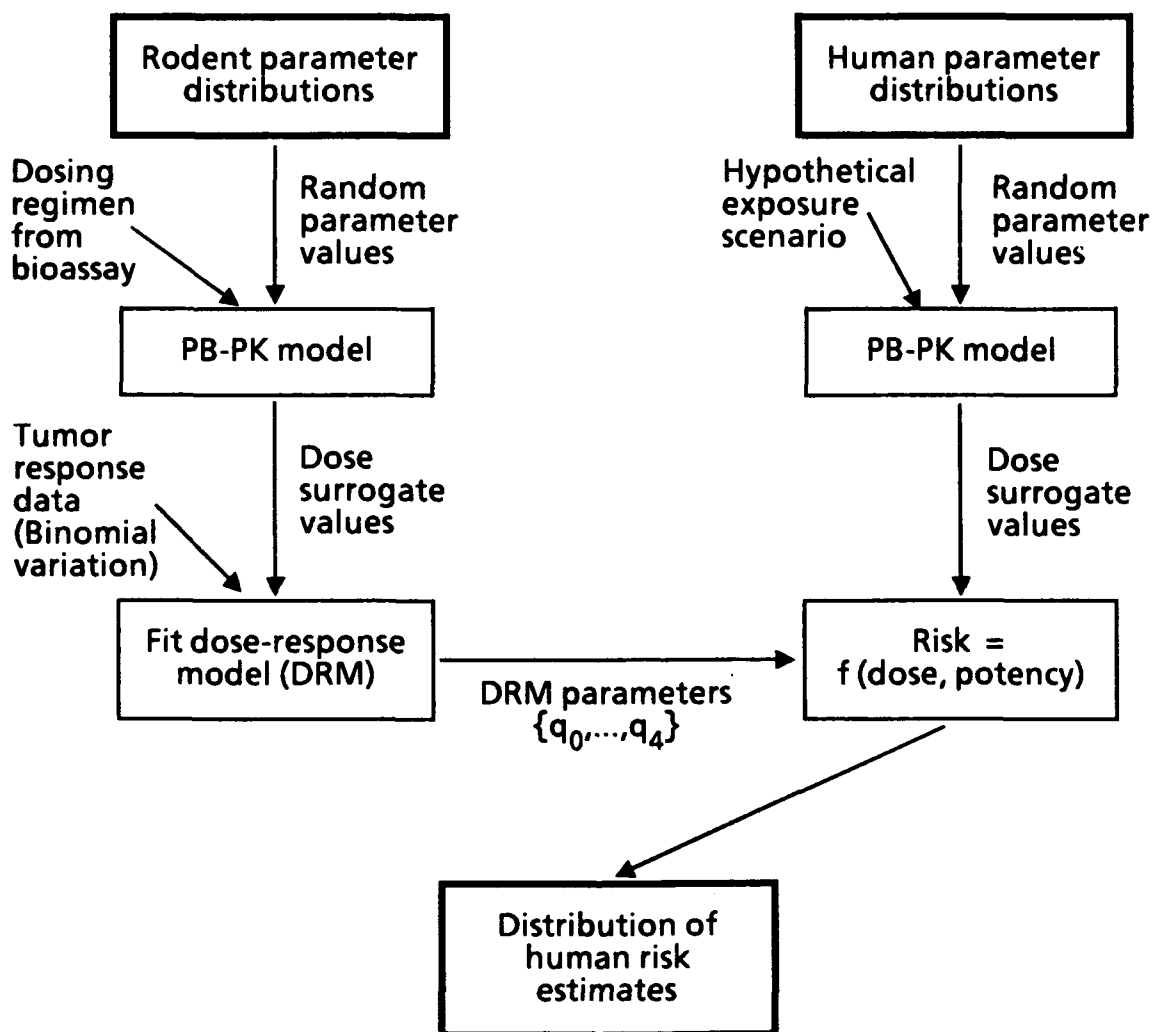 Rodent parameter
distributions
Human parameter
distributions
Dosing
regimen
from
bioassay
Random
parameter
values
Hypothetical
exposure
scenario
Random
parameter
values
PB-PK model
PB-PK model
Tumor
response
data
(Binomial
variation)
Dose
surrogate
values
Dose
surrogate
values
Fit dose-response
model (DRM)
DRM parameters
{q0,...,q4}
Risk =
f (dose, potency)
Distribution of
human risk
estimates